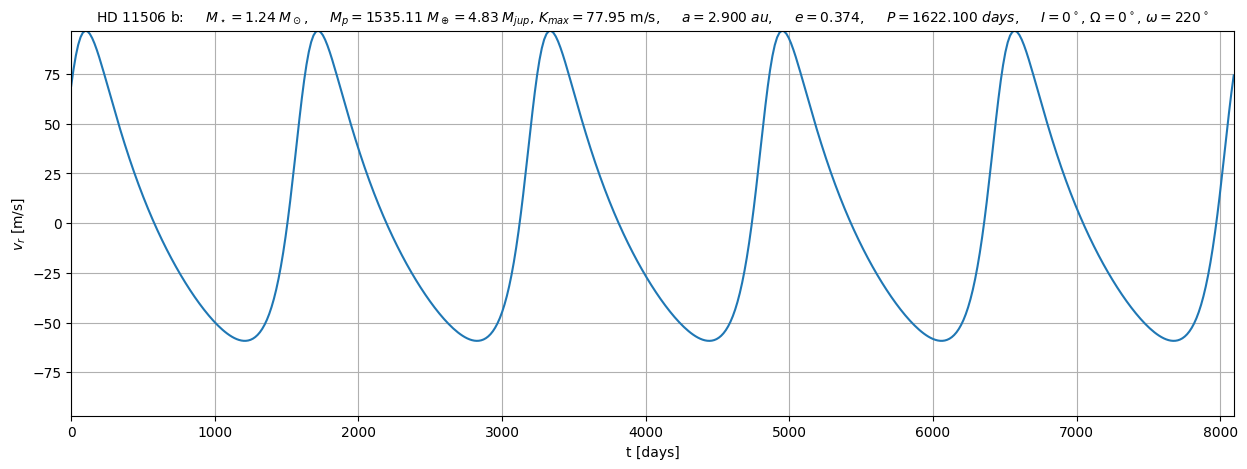 HD 11506 b: M⋆ = 1.24 M⊙, Mp = 1535.11 M⊕ = 4.83 Mjup, Kmax = 77.95 m/s, a = 2.900 au, e = 0.374, P = 1622.100 days, I = 0°, Ω = 0°, ω = 220°
75
50
25
0
−25
−50
−75
vr [m/s]
0 1000 2000 3000 4000 5000 6000 7000 8000
t [days]